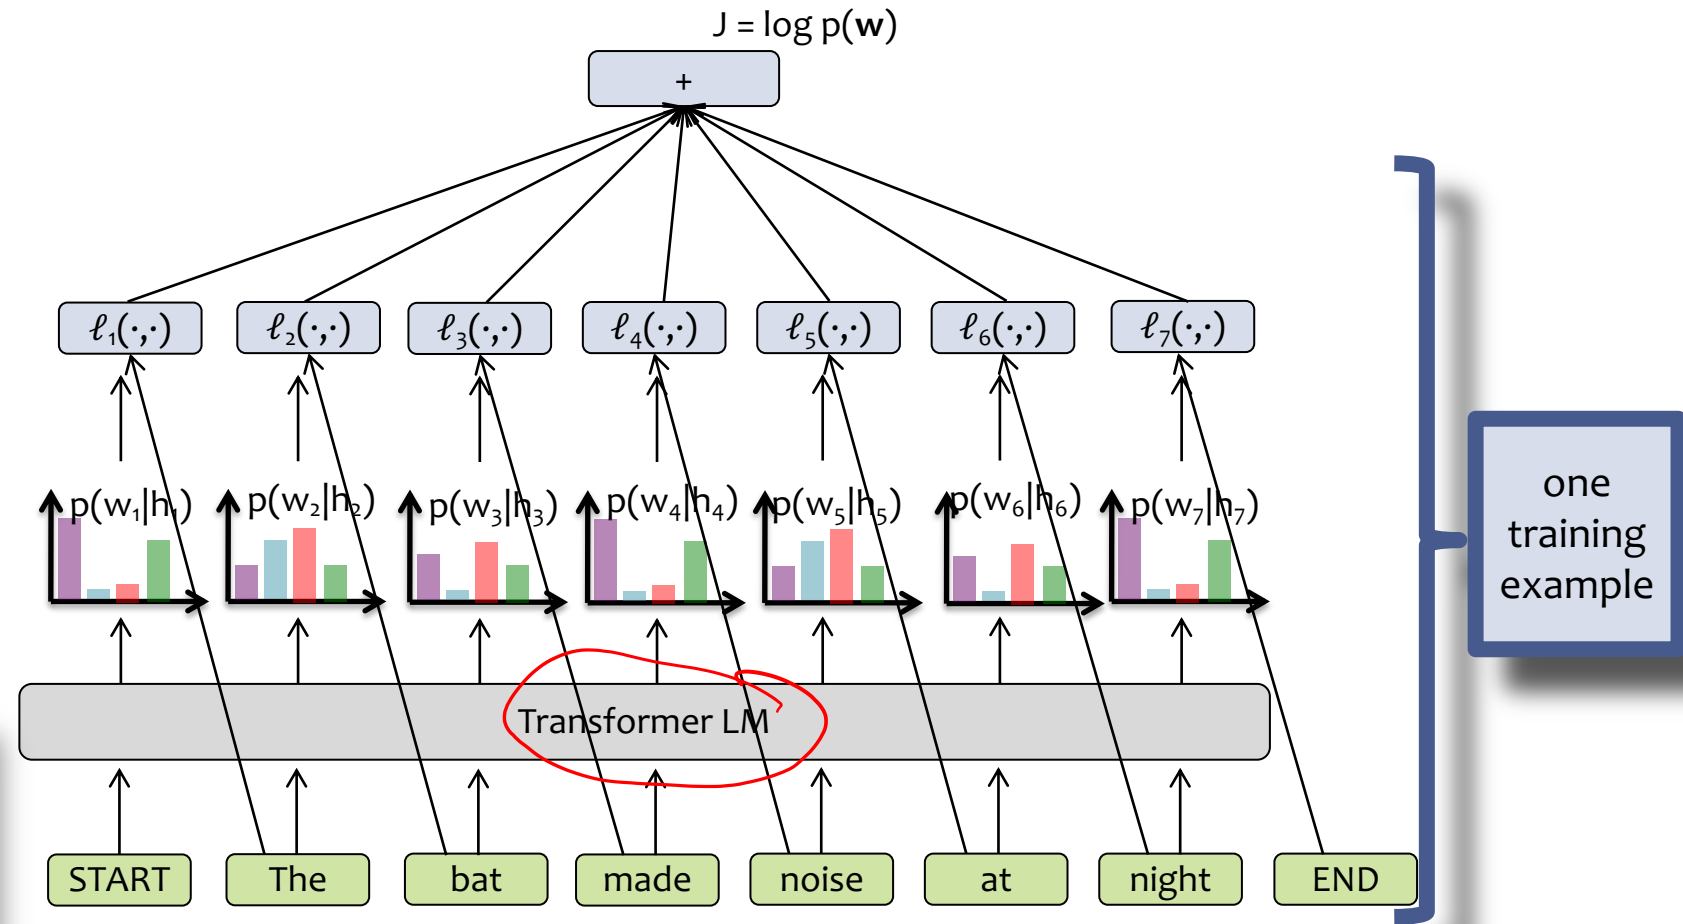 J = log p(w)
+
ℓ₁(·,·) ℓ₂(·,·) ℓ₃(·,·) ℓ₄(·,·) ℓ₅(·,·) ℓ₆(·,·) ℓ₇(·,·)
p(w₁|h₁) p(w₂|h₂) p(w₃|h₃) p(w₄|h₄) p(w₅|h₅) p(w₆|h₆) p(w₇|h₇)
one
training
example
Transformer LM
START The bat made noise at night END